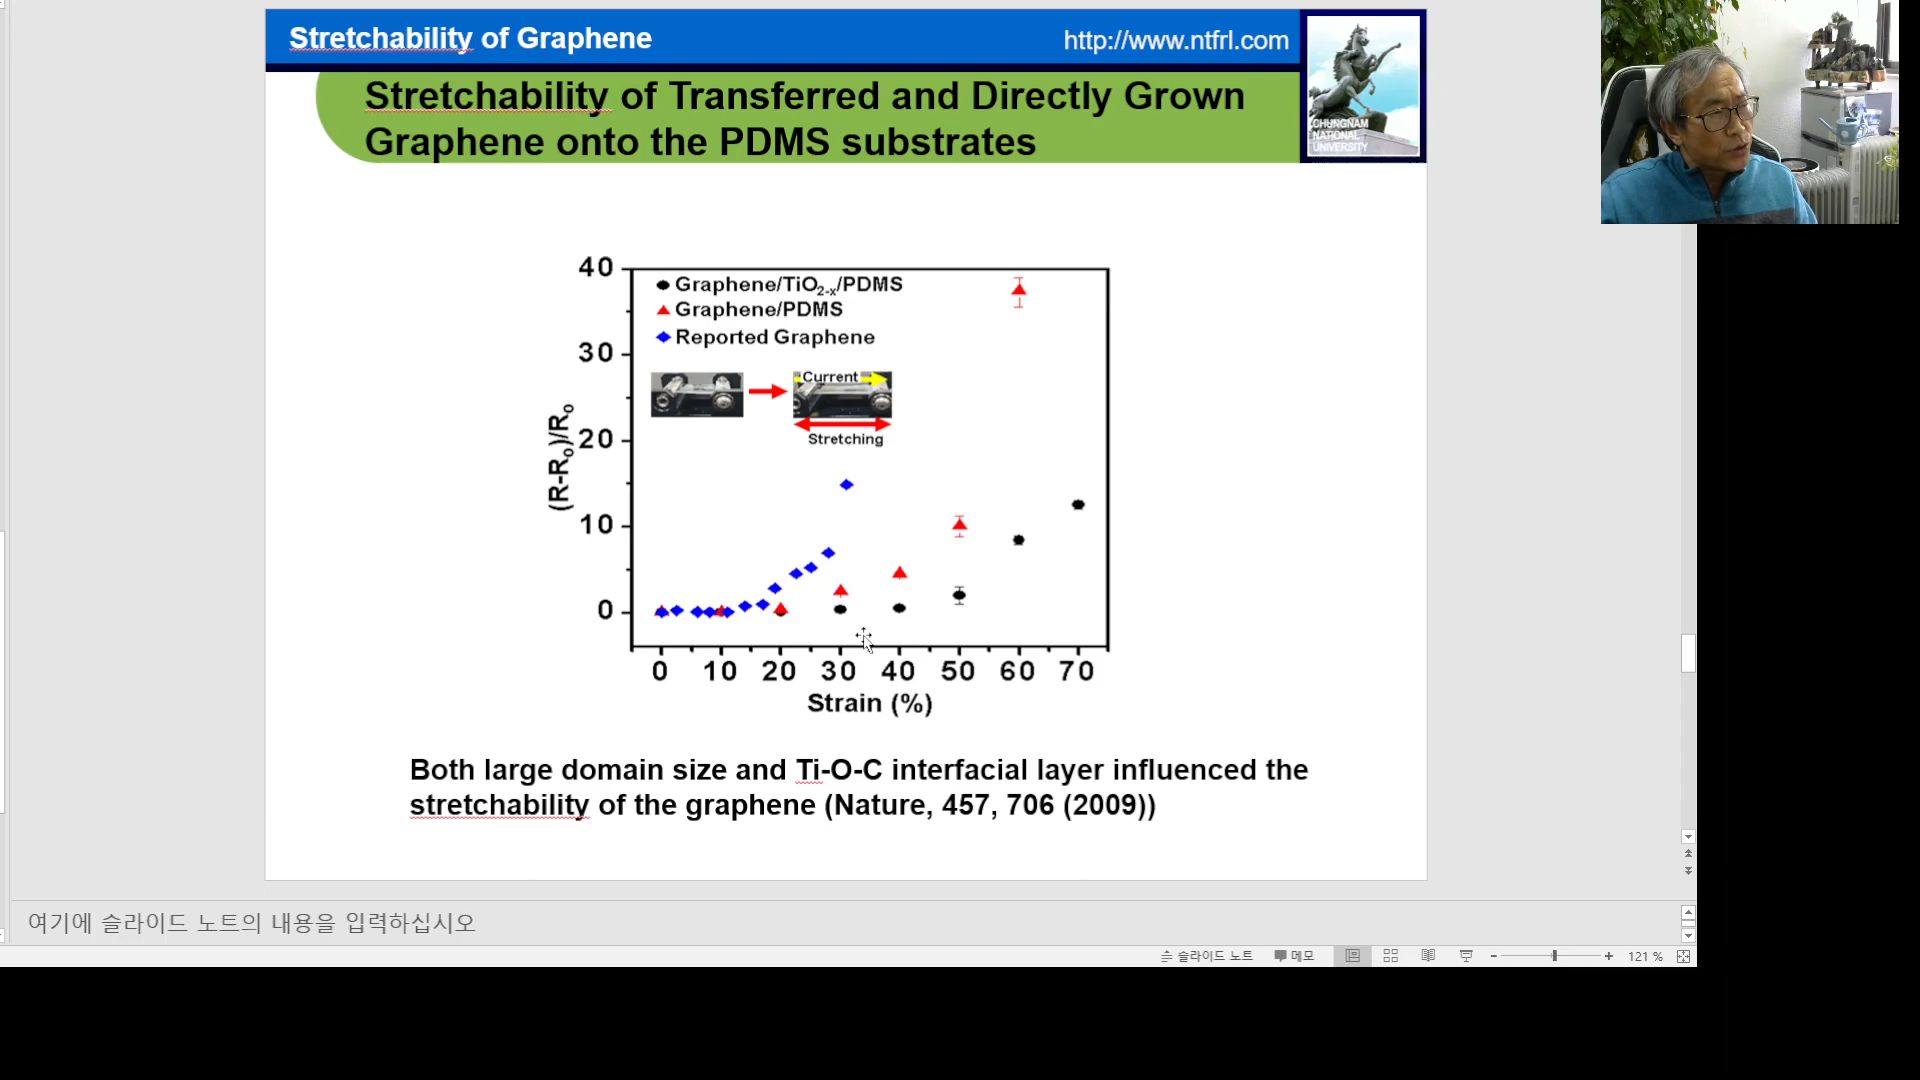 Stretchability of Graphene
http://www.ntfrl.com
Stretchability of Transferred and Directly Grown
Graphene onto the PDMS substrates
CHUNGNAM
NATIONAL
UNIVERSITY
40
30
20
10
0
(R-R₀)/R₀
Graphene/TiO₂₋ₓ/PDMS
Graphene/PDMS
Reported Graphene
Current
Stretching
0 10 20 30 40 50 60 70
Strain (%)
Both large domain size and Ti-O-C interfacial layer influenced the
stretchability of the graphene (Nature, 457, 706 (2009))
여기에 슬라이드 노트의 내용을 입력하십시오
슬라이드 노트 메모 121 %